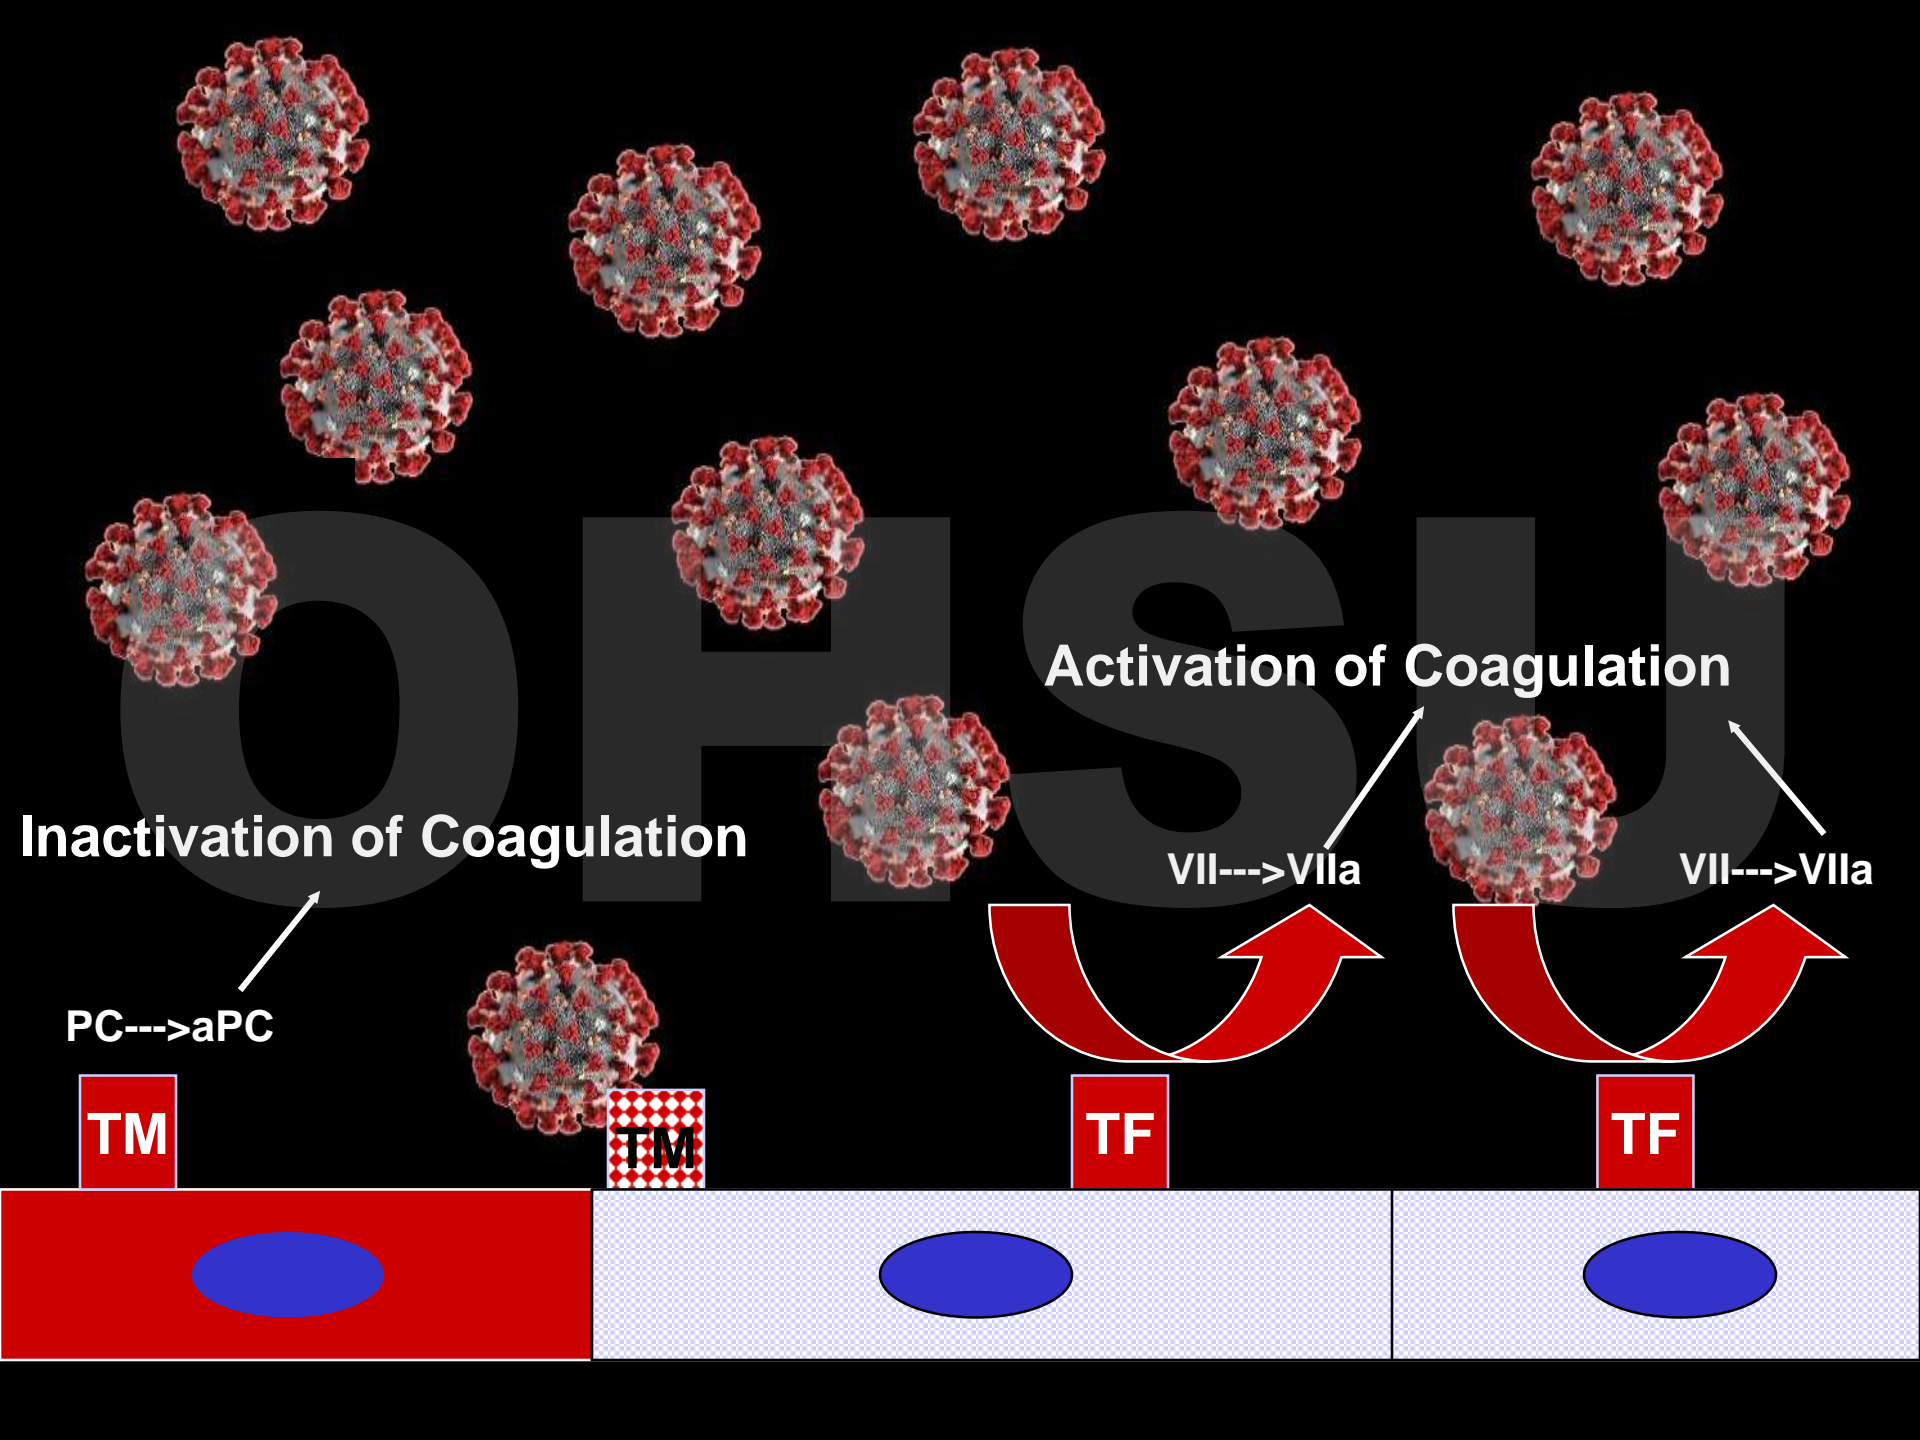 OHSU
Activation of Coagulation
Inactivation of Coagulation
VII--->VIIa
VII--->VIIa
PC--->aPC
TM
TM
TF
TF